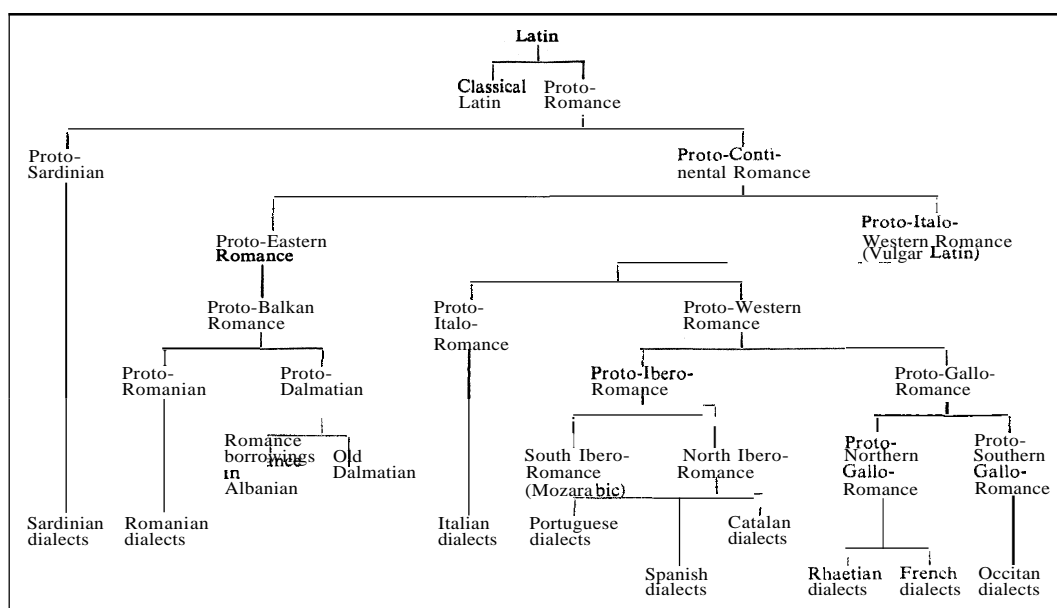 Latin
Classical
Latin
Proto-
Romance
Proto-
Sardinian
Proto-Conti-
nental Romance
Proto-Eastern
Romance
Proto-Italo-
Western Romance
(Vulgar Latin)
Proto-Balkan
Romance
Proto-
Italo-
Romance
Proto-Western
Romance
Proto-
Romanian
Proto-
Dalmatian
Proto-Ibero-
Romance
Proto-Gallo-
Romance
Romance
borrowings
in
Albanian
Old
Dalmatian
South Ibero-
Romance
(Mozarabic)
North Ibero-
Romance
Proto-
Northern
Gallo-
Romance
Proto-
Southern
Gallo-
Romance
Sardinian
dialects
Romanian
dialects
Italian
dialects
Portuguese
dialects
Catalan
dialects
Spanish
dialects
Rhaetian
dialects
French
dialects
Occitan
dialects